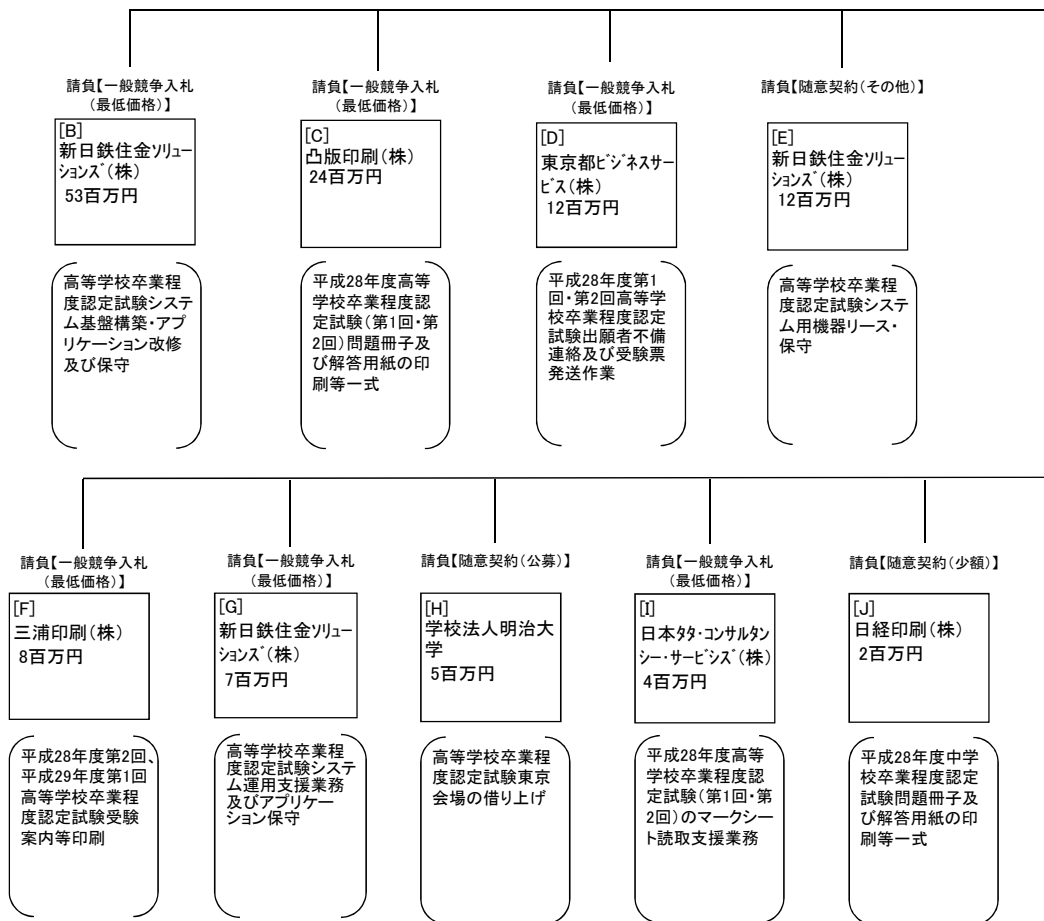 請負【一般競争入札
(最低価格)】
[B]
新日鉄住金ソリュー
ションズ(株)
53百万円
高等学校卒業程
度認定試験システ
ム基盤構築・アプ
リケーション改修
及び保守
請負【一般競争入札
(最低価格)】
[C]
凸版印刷(株)
24百万円
平成28年度高等
学校卒業程度認
定試験(第1回・第
2回)問題冊子及
び解答用紙の印
刷等一式
請負【一般競争入札
(最低価格)】
[D]
東京都ビジネスサー
ビス(株)
12百万円
平成28年度第1
回・第2回高等学
校卒業程度認定
試験出願者不備
連絡及び受験票
発送作業
請負【随意契約(その他)】
[E]
新日鉄住金ソリュー
ションズ(株)
12百万円
高等学校卒業程
度認定試験システ
ム用機器リース・
保守
請負【一般競争入札
(最低価格)】
[F]
三浦印刷(株)
8百万円
平成28年度第2回、
平成29年度第1回
高等学校卒業程
度認定試験受験
案内等印刷
請負【一般競争入札
(最低価格)】
[G]
新日鉄住金ソリュー
ションズ(株)
7百万円
高等学校卒業程
度認定試験システ
ム運用支援業務
及びアプリケー
ション保守
請負【随意契約(公募)】
[H]
学校法人明治大
学
5百万円
高等学校卒業程
度認定試験東京
会場の借り上げ
請負【一般競争入札
(最低価格)】
[I]
日本タタ・コンサルタン
シー・サービシズ(株)
4百万円
平成28年度高等
学校卒業程度認
定試験(第1回・第
2回)のマークシー
ト読取支援業務
請負【随意契約(少額)】
[J]
日経印刷(株)
2百万円
平成28年度中学
校卒業程度認定
試験問題冊子及
び解答用紙の印
刷等一式